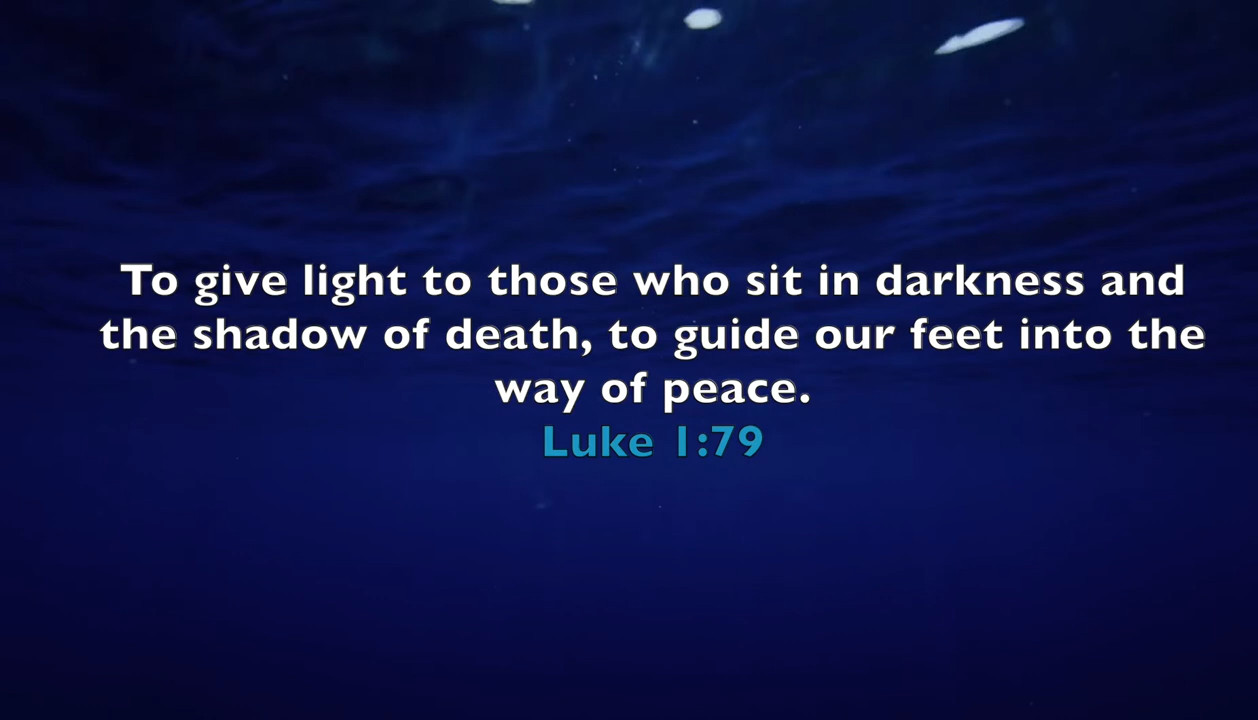 To give light to those who sit in darkness and
the shadow of death, to guide our feet into the
way of peace.
Luke 1:79